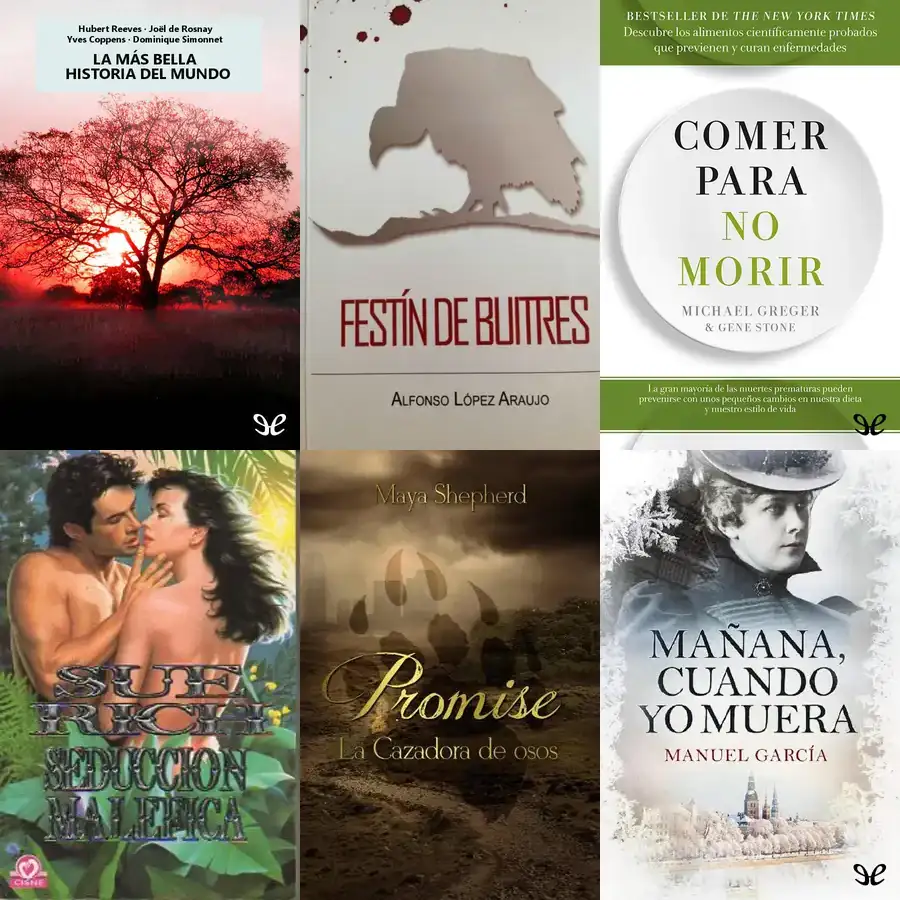 Hubert Reeves · Joël de Rosnay
Yves Coppens · Dominique Simonnet
LA MÁS BELLA
HISTORIA DEL MUNDO
FESTÍN DE BUITRES
ALFONSO LÓPEZ ARAUJO
BESTSELLER DE THE NEW YORK TIMES
Descubre los alimentos científicamente probados
que previenen y curan enfermedades
COMER
PARA
NO
MORIR
MICHAEL GREGER
& GENE STONE
La gran mayoría de las muertes prematuras pueden
prevenirse con unos pequeños cambios en nuestra dieta
y nuestro estilo de vida
SUE
RICH
SEDUCCION
MALEFICA
CISNE
Maya Shepherd
Promise
La Cazadora de osos
MAÑANA,
CUANDO
YO MUERA
MANUEL GARCÍA